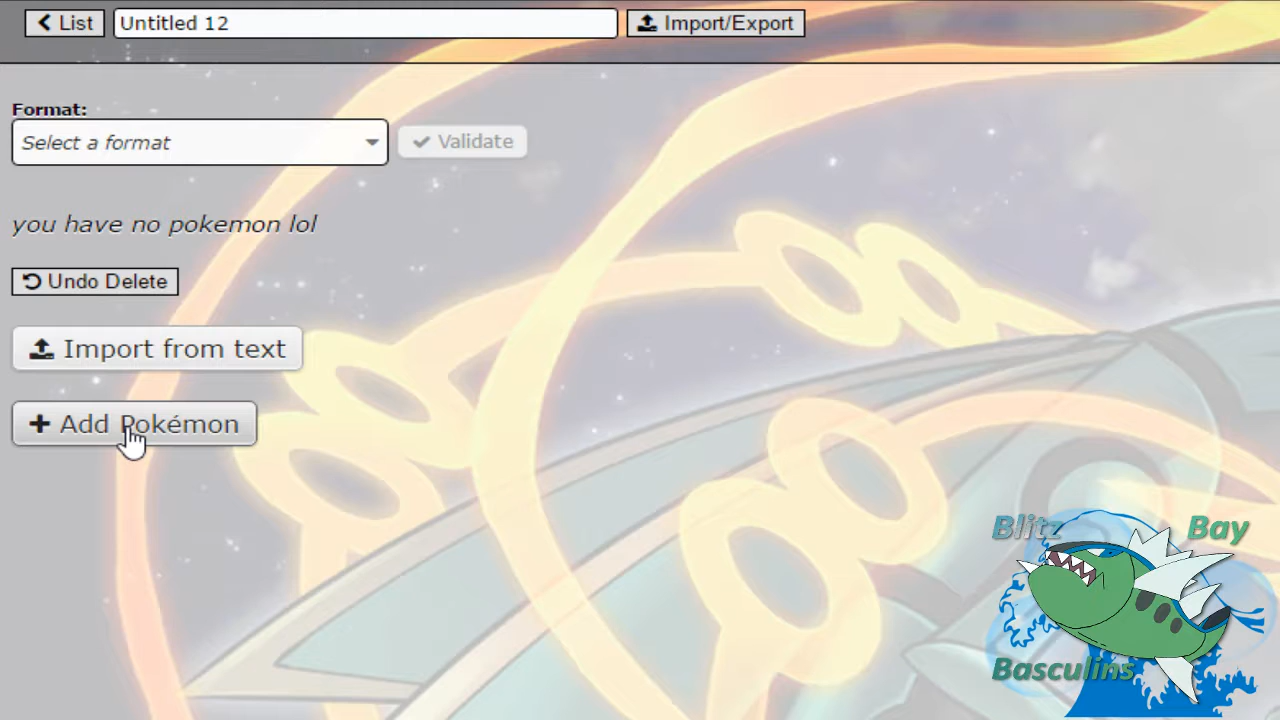 List
Untitled 12
Import/Export
Format:
Select a format
Validate
you have no pokemon lol
Undo Delete
Import from text
Add Pokémon
Blitz Bay
Basculins